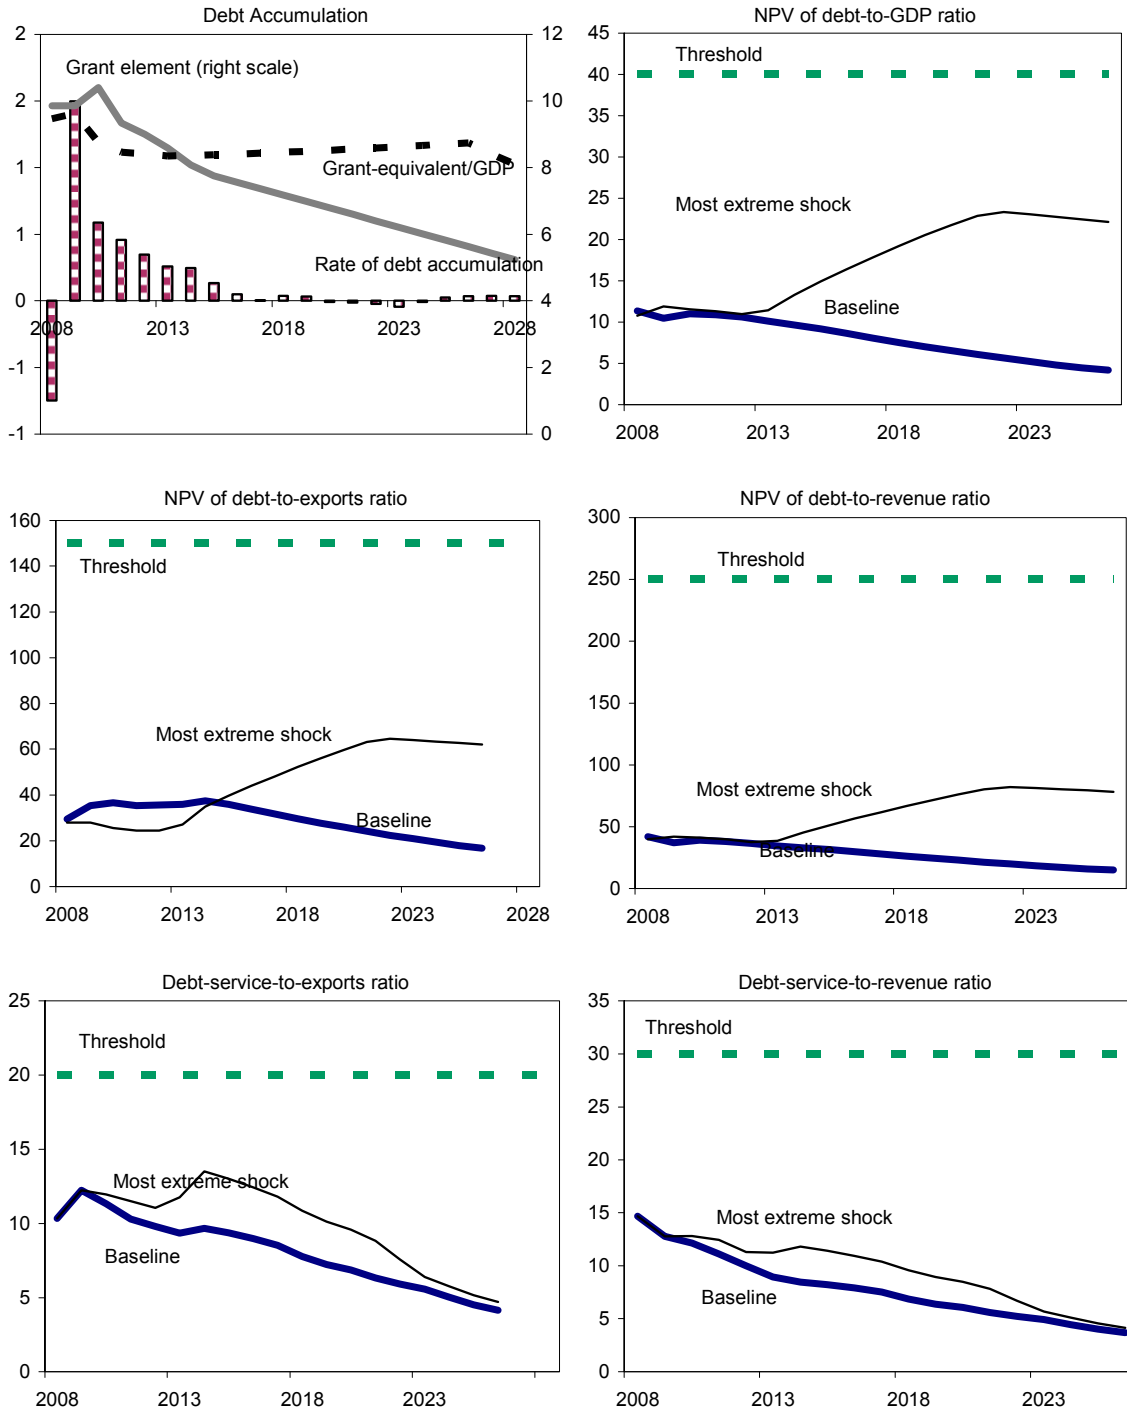 Debt Accumulation
2
2
1
1
0
-1
-1
12
10
8
6
4
2
0
Grant element (right scale)
Grant-equivalent/GDP
Rate of debt accumulation
2008 2013 2018 2023 2028
NPV of debt-to-GDP ratio
45
40
35
30
25
20
15
10
5
0
Threshold
Most extreme shock
Baseline
2008 2013 2018 2023
NPV of debt-to-exports ratio
160
140
120
100
80
60
40
20
0
Threshold
Most extreme shock
Baseline
2008 2013 2018 2023 2028
NPV of debt-to-revenue ratio
300
250
200
150
100
50
0
Threshold
Most extreme shock
Baseline
2008 2013 2018 2023
Debt-service-to-exports ratio
25
20
15
10
5
0
Threshold
Most extreme shock
Baseline
2008 2013 2018 2023
Debt-service-to-revenue ratio
35
30
25
20
15
10
5
0
Threshold
Most extreme shock
Baseline
2008 2013 2018 2023